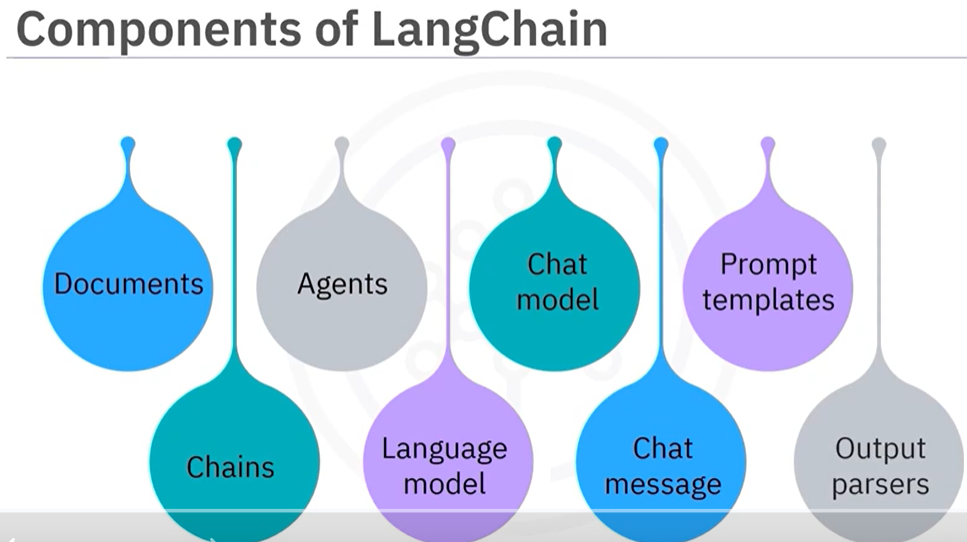 Components of LangChain
Documents
Chains
Agents
Language
model
Chat
model
Chat
message
Prompt
templates
Output
parsers